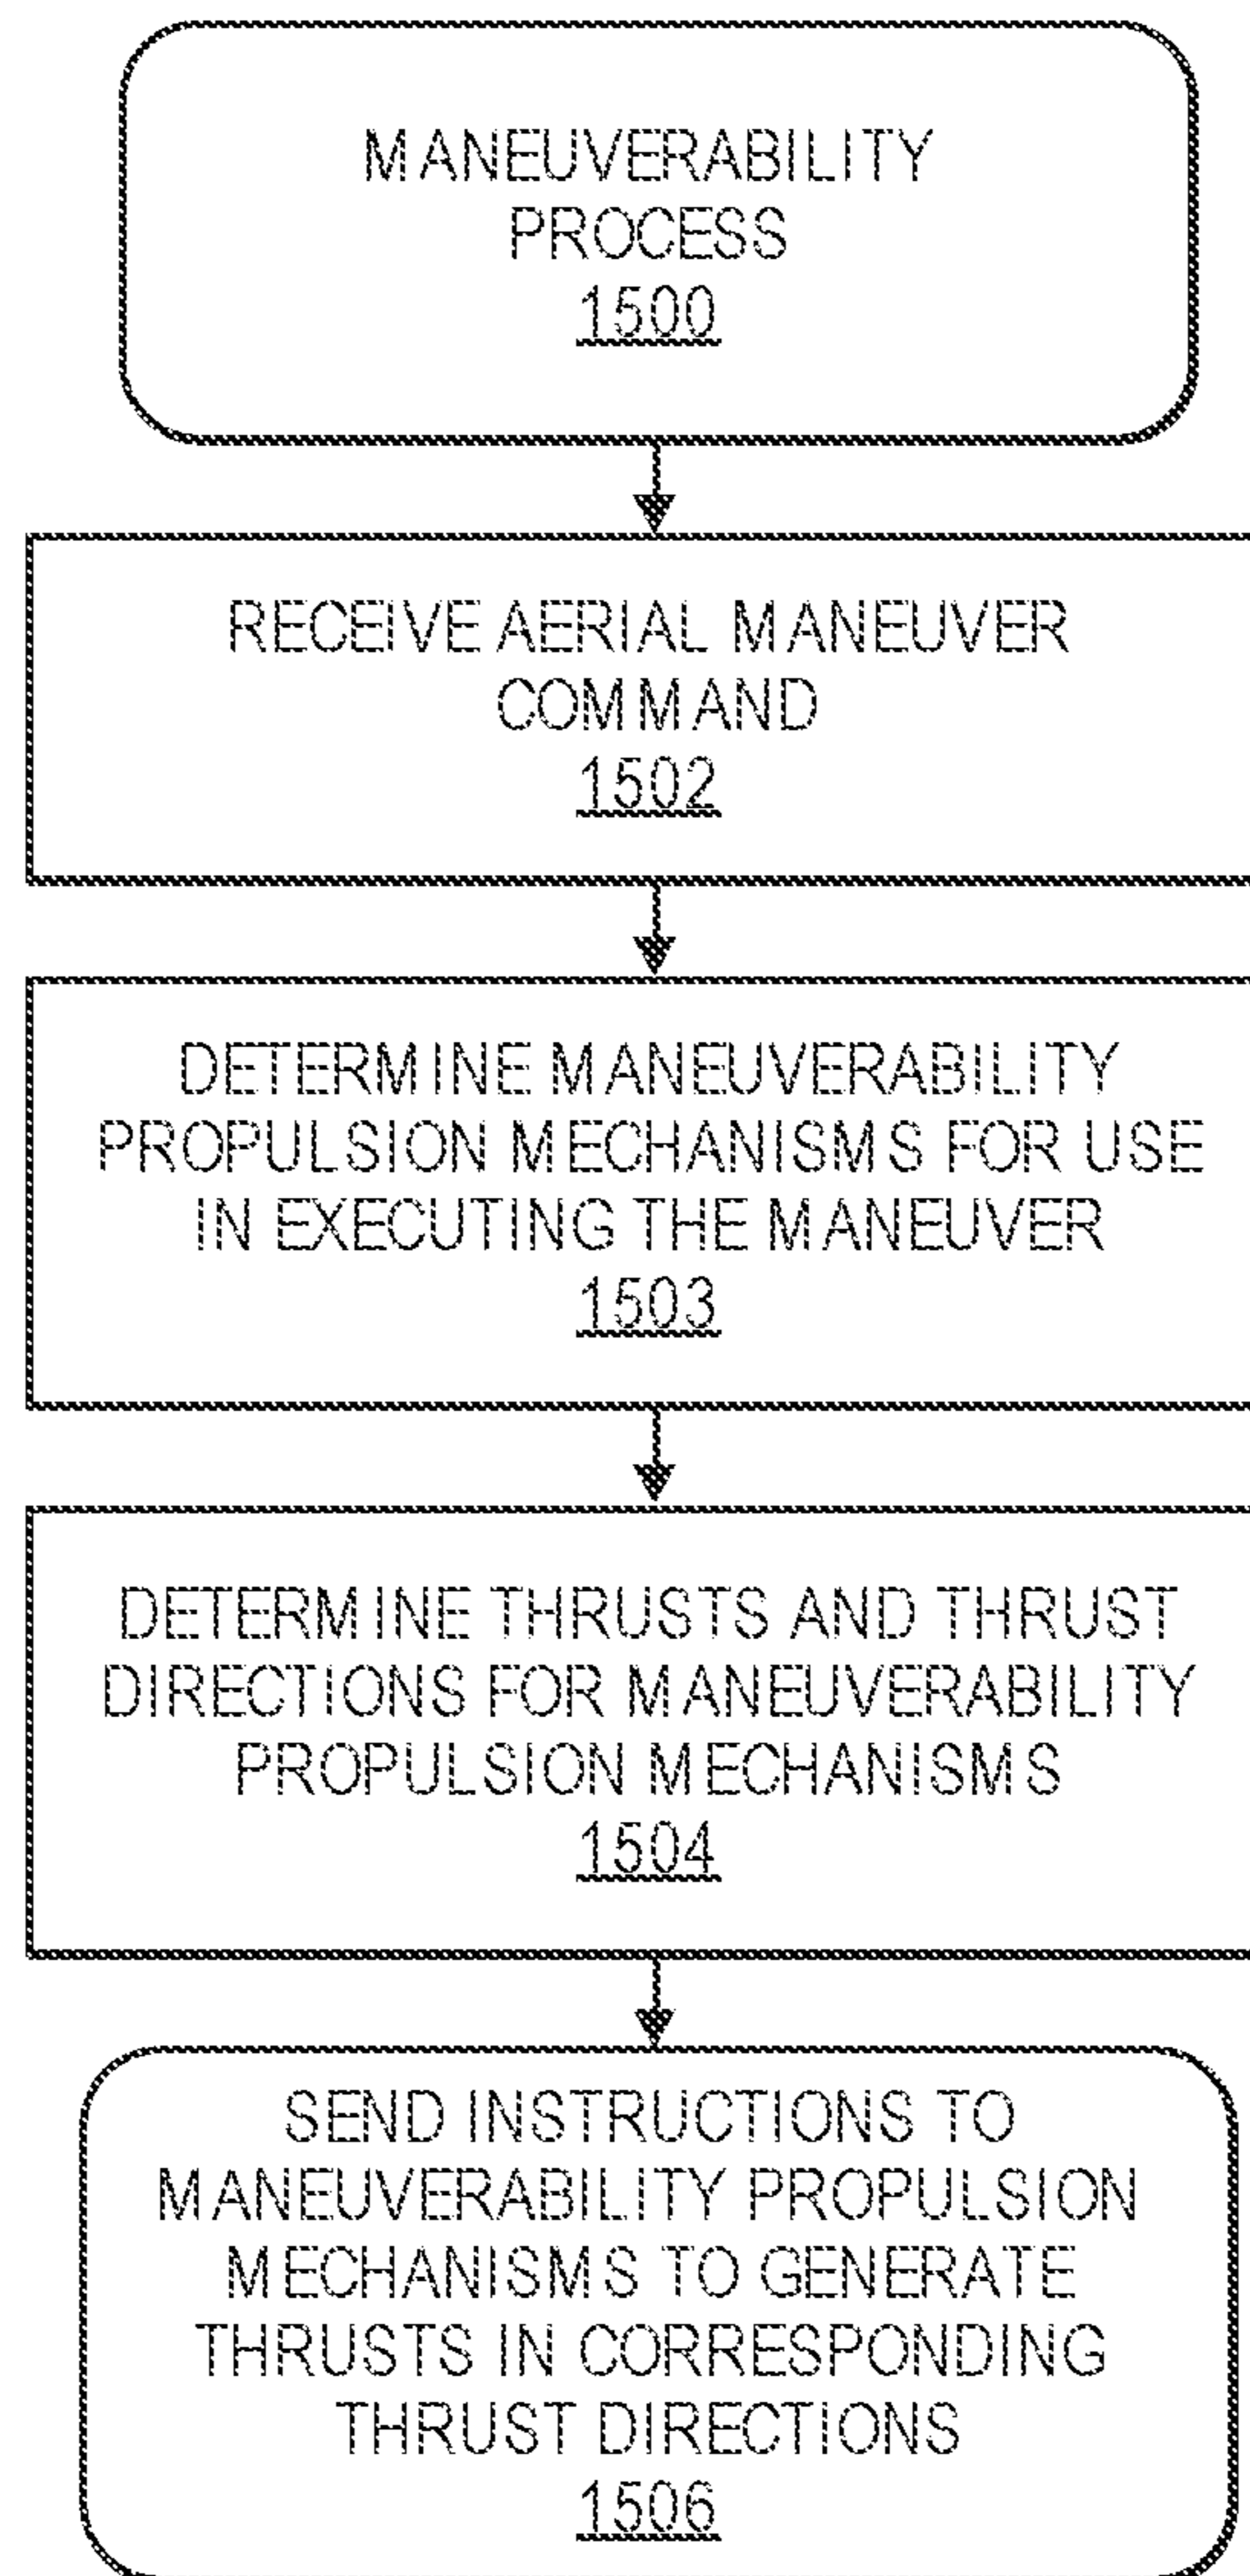 MANEUVERABILITY
PROCESS
1500
RECEIVE AERIAL MANEUVER
COMMAND
1502
DETERMINE MANEUVERABILITY
PROPULSION MECHANISMS FOR USE
IN EXECUTING THE MANEUVER
1503
DETERMINE THRUSTS AND THRUST
DIRECTIONS FOR MANEUVERABILITY
PROPULSION MECHANISMS
1504
SEND INSTRUCTIONS TO
MANEUVERABILITY PROPULSION
MECHANISMS TO GENERATE
THRUSTS IN CORRESPONDING
THRUST DIRECTIONS
1506